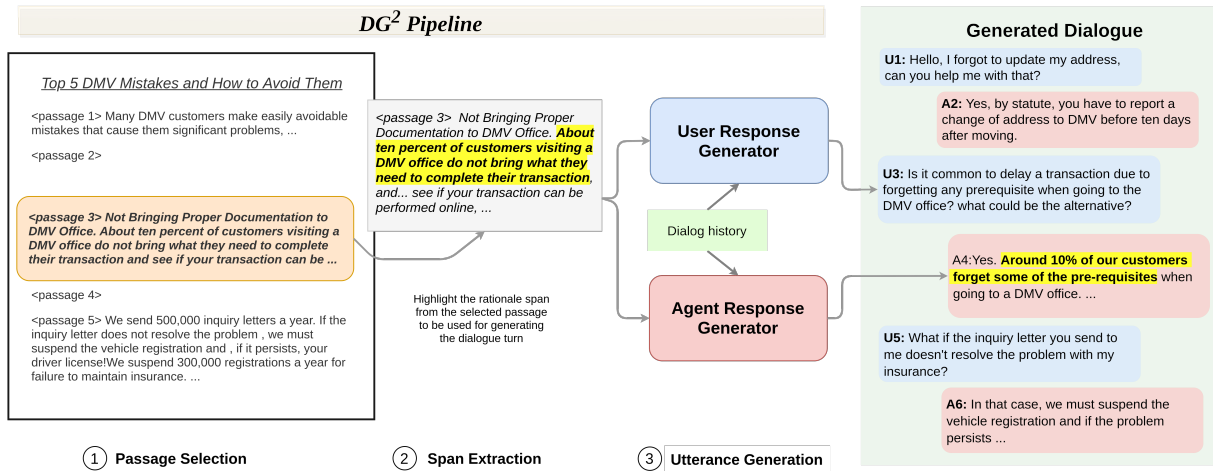 DG² Pipeline
Top 5 DMV Mistakes and How to Avoid Them
<passage 1> Many DMV customers make easily avoidable
mistakes that cause them significant problems, ...
<passage 2>
<passage 3> Not Bringing Proper Documentation to
DMV Office. About ten percent of customers visiting a
DMV office do not bring what they need to complete
their transaction and see if your transaction can be ...
<passage 4>
<passage 5> We send 500,000 inquiry letters a year. If the
inquiry letter does not resolve the problem , we must
suspend the vehicle registration and , if it persists, your
driver license!We suspend 300,000 registrations a year for
failure to maintain insurance. ...
1 Passage Selection
<passage 3> Not Bringing Proper
Documentation to DMV Office. About
ten percent of customers visiting a
DMV office do not bring what they
need to complete their transaction,
and... see if your transaction can be
performed online, ...
Highlight the rationale span
from the selected passage
to be used for generating
the dialogue turn
2 Span Extraction
User Response
Generator
Dialog history
Agent Response
Generator
3 Utterance Generation
Generated Dialogue
U1: Hello, I forgot to update my address,
can you help me with that?
A2: Yes, by statute, you have to report a
change of address to DMV before ten days
after moving.
U3: Is it common to delay a transaction due to
forgetting any prerequisite when going to the
DMV office? what could be the alternative?
A4:Yes. Around 10% of our customers
forget some of the pre-requisites when
going to a DMV office. ...
U5: What if the inquiry letter you send to
me doesn't resolve the problem with my
insurance?
A6: In that case, we must suspend the
vehicle registration and if the problem
persists ...